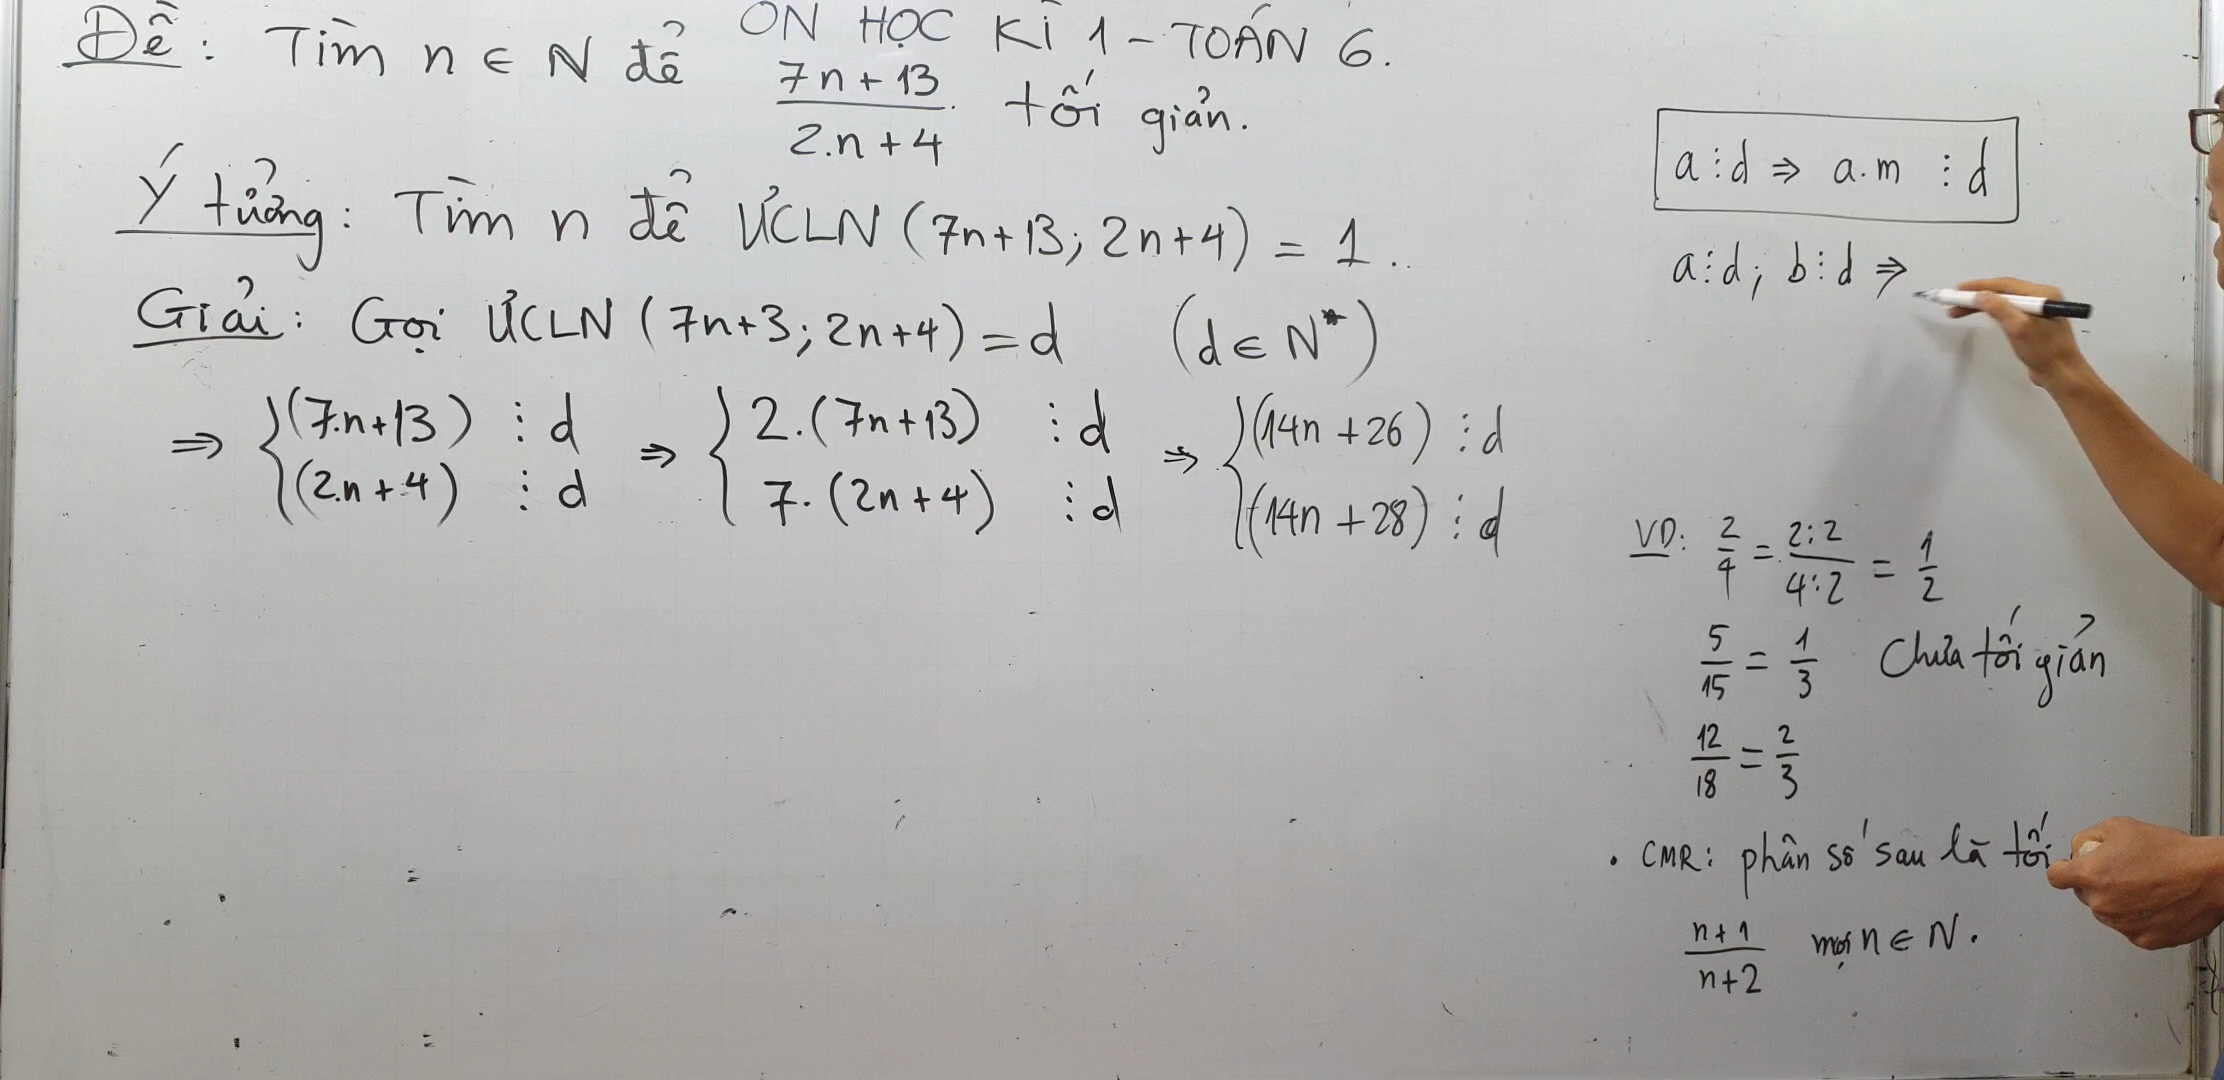 ÔN HỌC KÌ 1 - TOÁN 6.
Đề: Tìm n ∈ N để (7n+13)/(2.n+4) tối giản.
Ý tưởng: Tìm n để ƯCLN (7n+13; 2n+4) = 1.
Giải: Gọi ƯCLN (7n+3; 2n+4) = d (d ∈ N*)
⇒ { (7.n+13) ⋮ d ⇒ { 2.(7n+13) ⋮ d ⇒ { (14n+26) ⋮ d
(2.n+4) ⋮ d 7.(2n+4) ⋮ d (14n+28) ⋮ d
a ⋮ d ⇒ a.m ⋮ d
a ⋮ d; b ⋮ d ⇒
VD: 2/4 = (2:2)/(4:2) = 1/2
5/15 = 1/3 Chưa tối giản
12/18 = 2/3
. CMR: phân số sau là tối
(n+1)/(n+2) mọi n ∈ N.